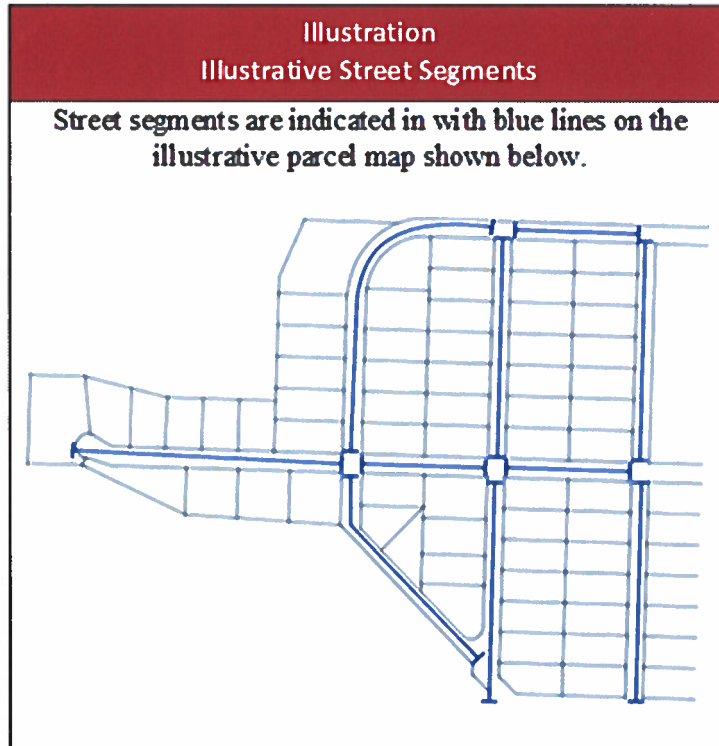 Illustration
Illustrative Street Segments
Street segments are indicated in with blue lines on the
illustrative parcel map shown below.